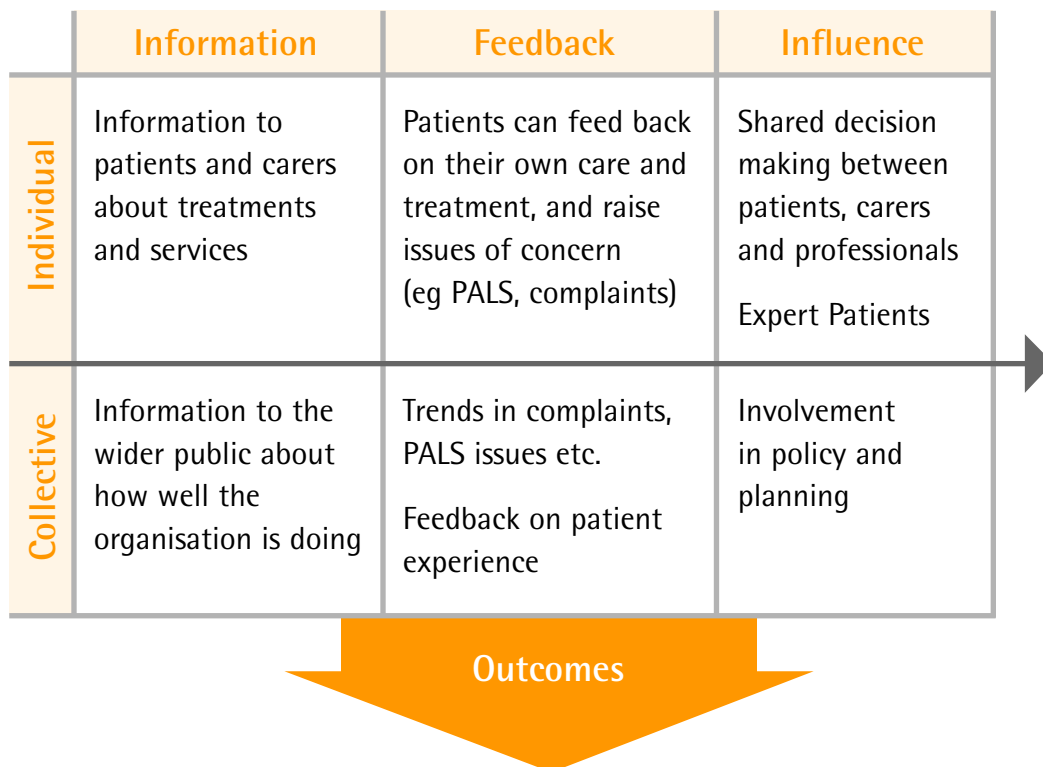 Information
Feedback
Influence
Individual
Information to
patients and carers
about treatments
and services
Patients can feed back
on their own care and
treatment, and raise
issues of concern
(eg PALS, complaints)
Shared decision
making between
patients, carers
and professionals
Expert Patients
Collective
Information to the
wider public about
how well the
organisation is doing
Trends in complaints,
PALS issues etc.
Feedback on patient
experience
Involvement
in policy and
planning
Outcomes